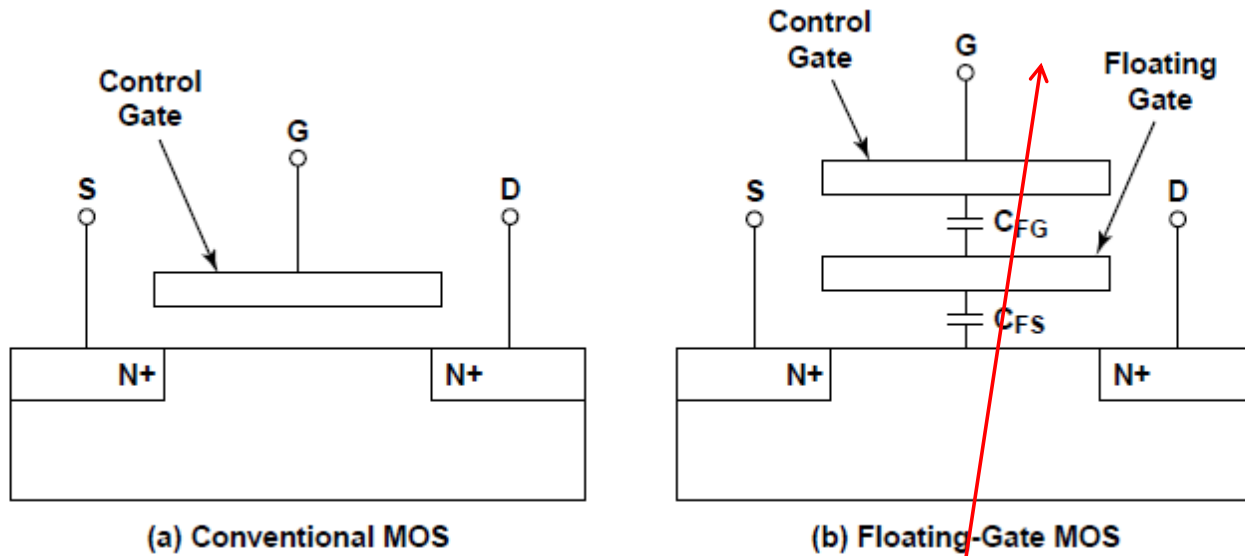 Control
Gate
G
S
D
N+
N+
(a) Conventional MOS
Control
Gate
G
Floating
Gate
S
D
CFG
CFS
N+
N+
(b) Floating-Gate MOS